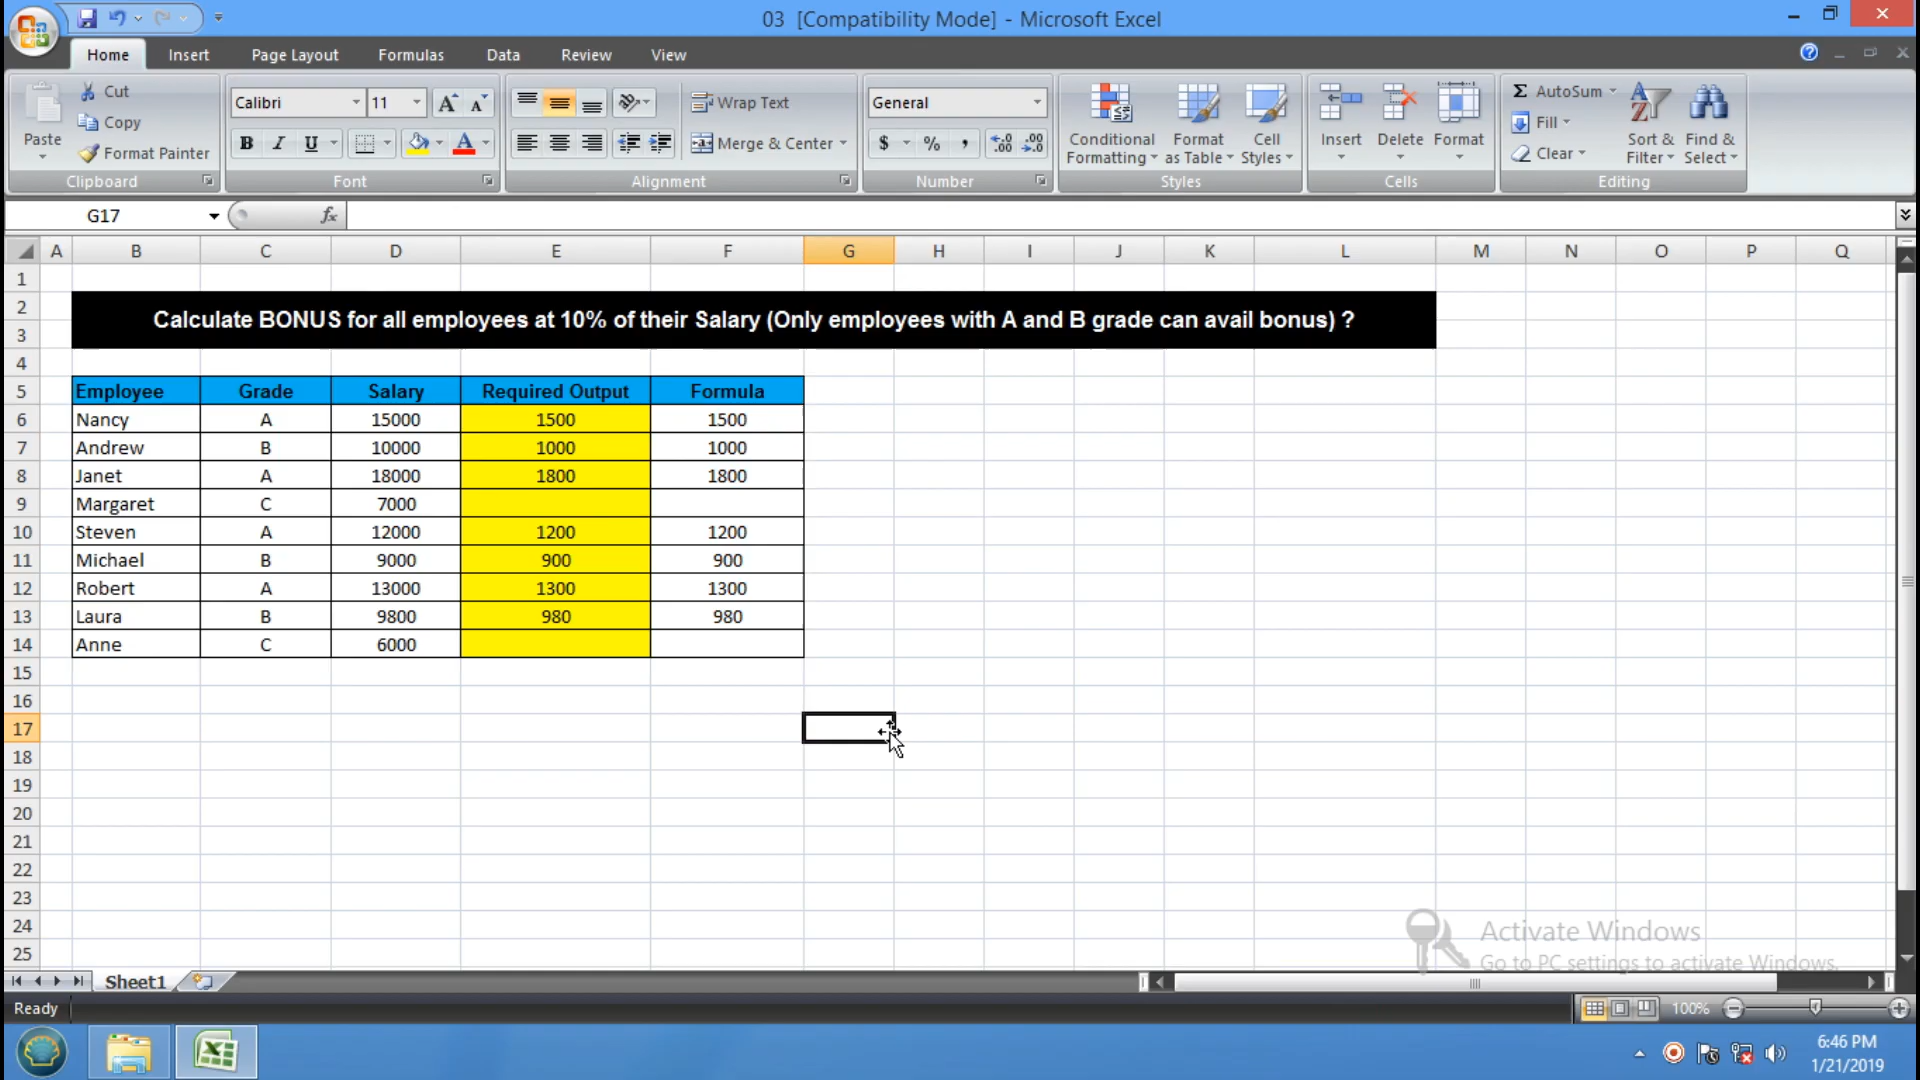 03 [Compatibility Mode] - Microsoft Excel
Home Insert Page Layout Formulas Data Review View
Paste
Cut
Copy
Format Painter
Clipboard
Calibri 11
B I U
Font
Wrap Text
Merge & Center
Alignment
General
$ % ,
Number
Conditional Formatting
Format as Table
Cell Styles
Styles
Insert Delete Format
Cells
Σ AutoSum
Fill
Clear
Sort & Filter
Find & Select
Editing
G17 fx
A B C D E F G H I J K L M N O P Q
1
2
3
Calculate BONUS for all employees at 10% of their Salary (Only employees with A and B grade can avail bonus) ?
4
5 Employee Grade Salary Required Output Formula
6 Nancy A 15000 1500 1500
7 Andrew B 10000 1000 1000
8 Janet A 18000 1800 1800
9 Margaret C 7000
10 Steven A 12000 1200 1200
11 Michael B 9000 900 900
12 Robert A 13000 1300 1300
13 Laura B 9800 980 980
14 Anne C 6000
15
16
17
18
19
20
21
22
23
24
25
Activate Windows
Go to PC settings to activate Windows.
Sheet1
Ready 100%
6:46 PM
1/21/2019